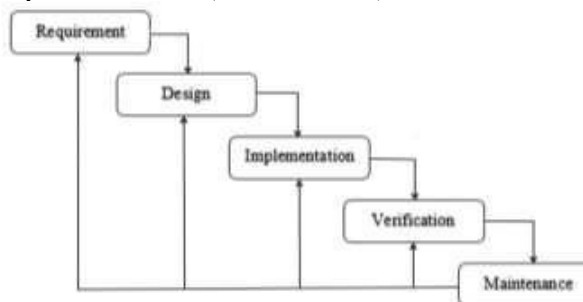 Requirement
Design
Implementation
Verification
Maintenance